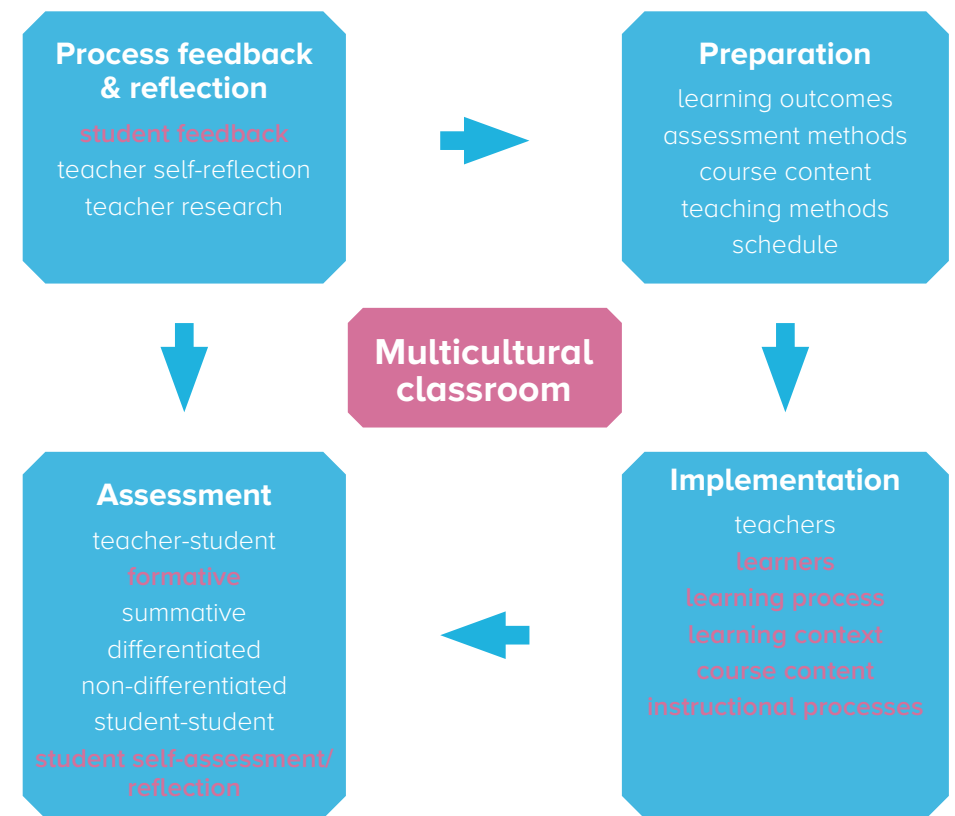 Process feedback
& reflection
student feedback
teacher self-reflection
teacher research
Preparation
learning outcomes
assessment methods
course content
teaching methods
schedule
Multicultural
classroom
Assessment
teacher-student
formative
summative
differentiated
non-differentiated
student-student
student self-assessment/
reflection
Implementation
teachers
learners
learning process
learning context
course content
instructional processes